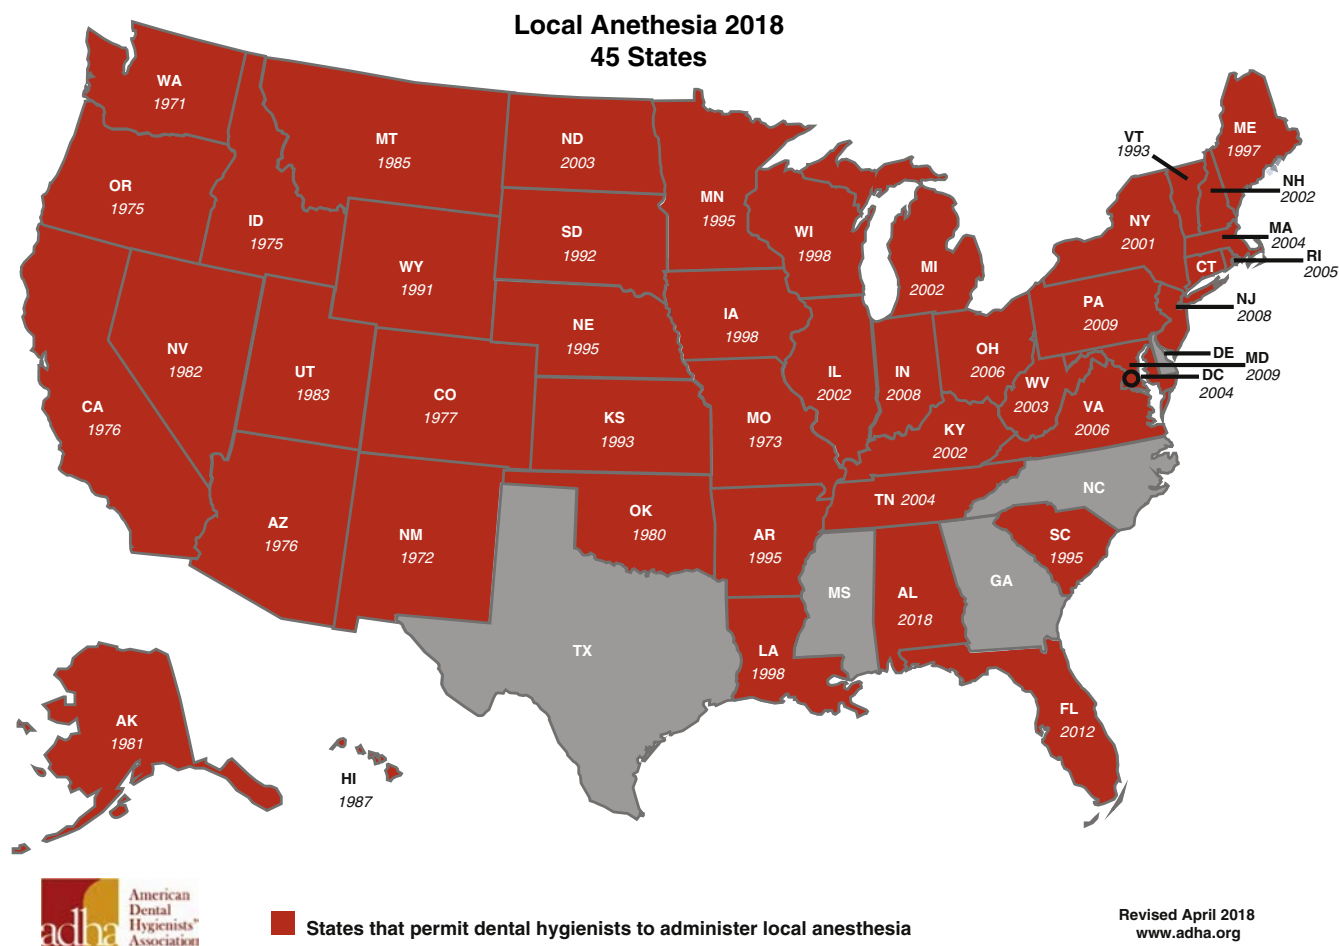 Local Anethesia 2018
45 States
WA
1971
OR
1975
CA
1976
ID
1975
NV
1982
MT
1985
WY
1991
UT
1983
CO
1977
AZ
1976
NM
1972
ND
2003
SD
1992
NE
1995
KS
1993
OK
1980
TX
MN
1995
IA
1998
MO
1973
AR
1995
LA
1998
WI
1998
IL
2002
MI
2002
IN
2008
OH
2006
KY
2002
TN 2004
MS
AL
2018
GA
FL
2012
SC
1995
NC
VA
2006
WV
2003
PA
2009
NY
2001
VT
1993
ME
1997
NH
2002
MA
2004
RI
2005
CT
NJ
2008
DE
MD
2009
DC
2004
AK
1981
HI
1987
adha
American
Dental
Hygienists'
Association
States that permit dental hygienists to administer local anesthesia
Revised April 2018
www.adha.org